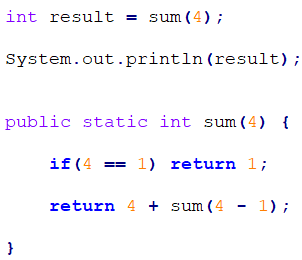 int result = sum(4);
System.out.println(result);
public static int sum(4) {
if(4 == 1) return 1;
return 4 + sum(4 - 1);
}